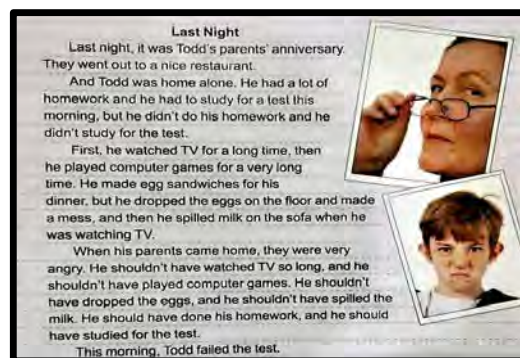 Last Night
Last night, it was Todd's parents' anniversary.
They went out to a nice restaurant.
And Todd was home alone. He had a lot of
homework and he had to study for a test this
morning, but he didn't do his homework and he
didn't study for the test.
First, he watched TV for a long time, then
he played computer games for a very long
time. He made egg sandwiches for his
dinner, but he dropped the eggs on the floor and made
a mess, and then he spilled milk on the sofa when he
was watching TV.
When his parents came home, they were very
angry. He shouldn't have watched TV so long, and he
shouldn't have played computer games. He shouldn't
have dropped the eggs, and he shouldn't have spilled the
milk. He should have done his homework, and he should
have studied for the test.
This morning, Todd failed the test.